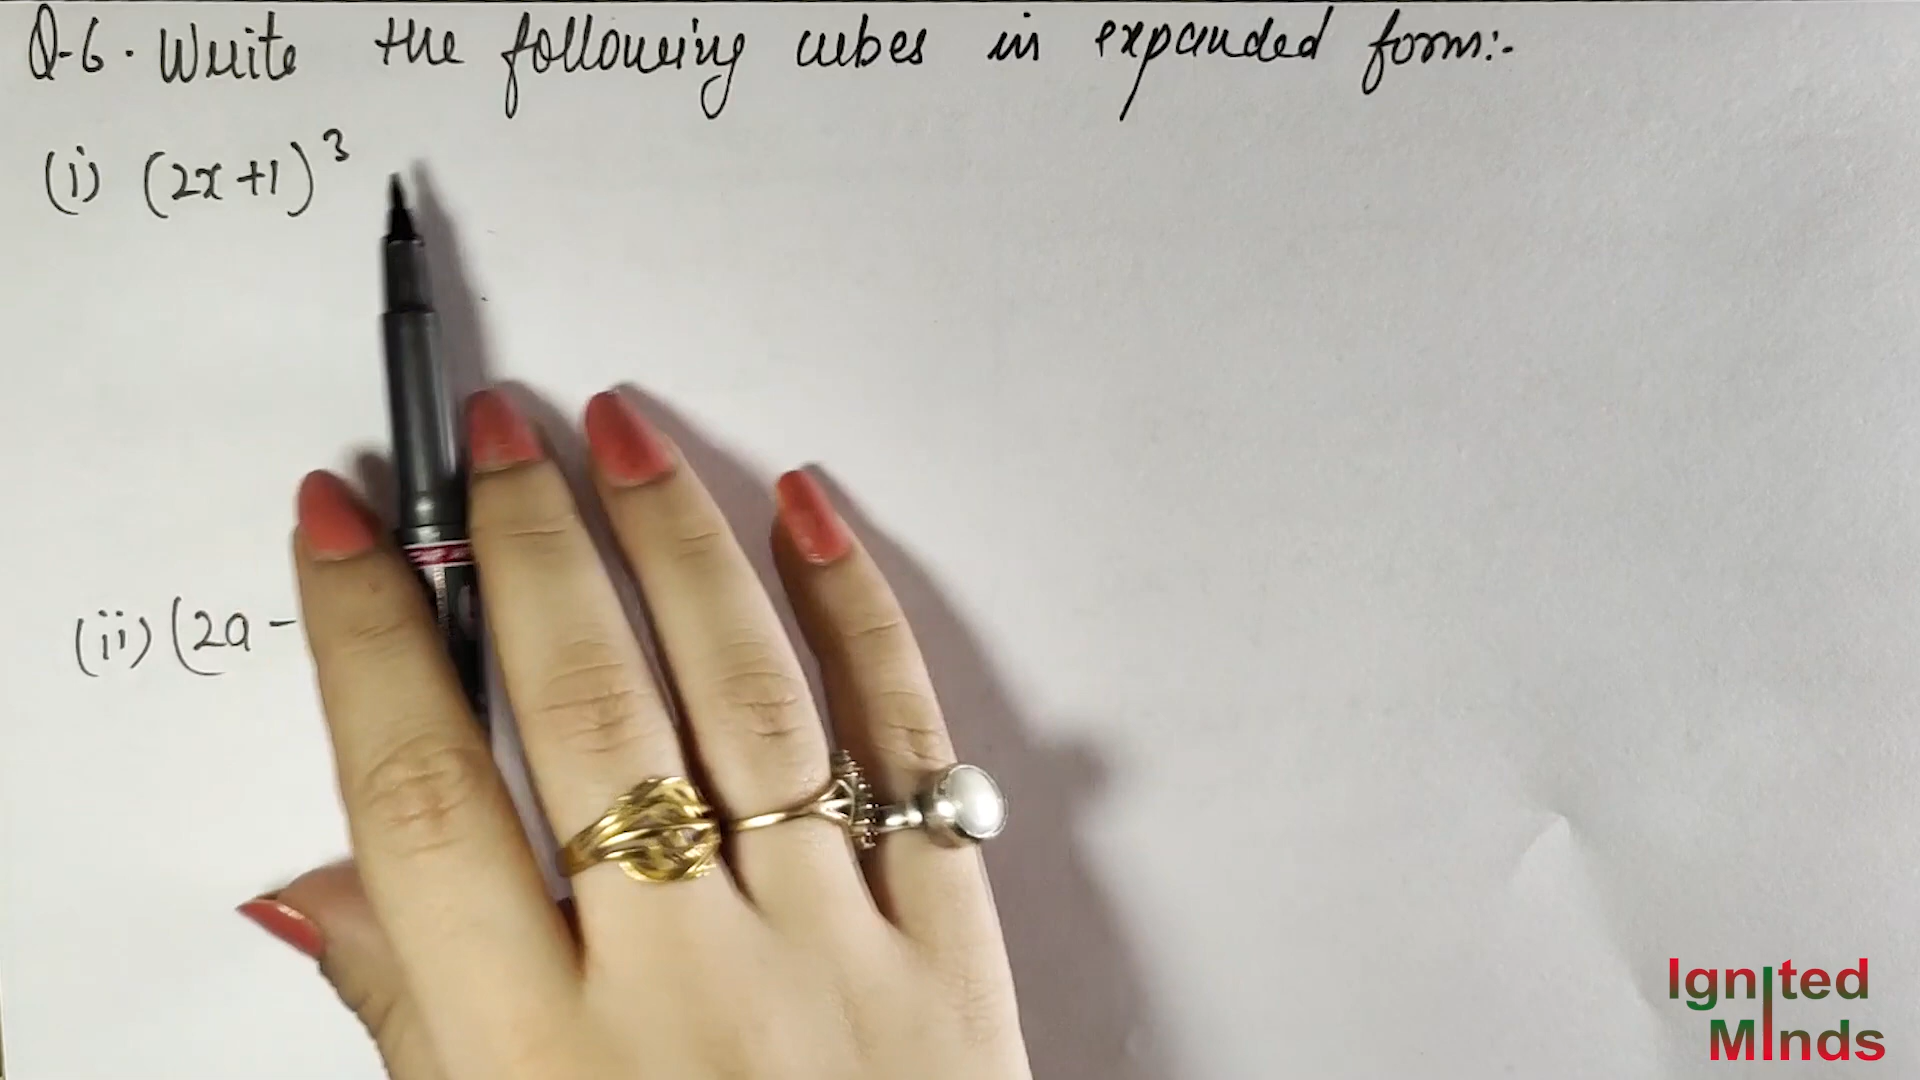 Q-6. Write the following cubes in expanded form:-
(i) (2x+1)³
(ii) (2a -
Ignited
Minds